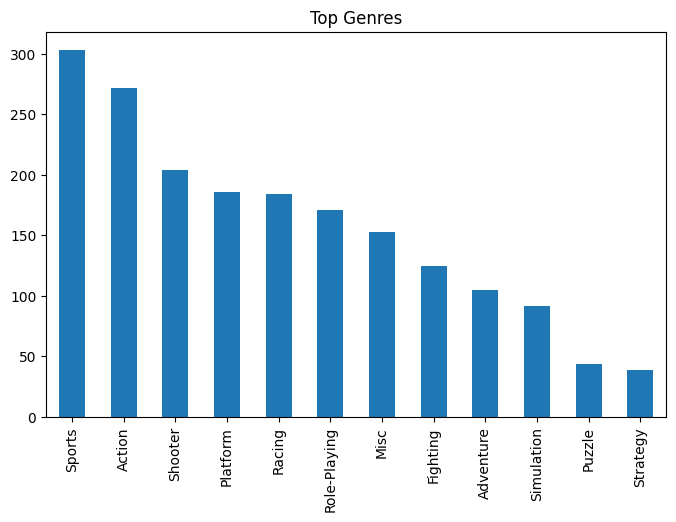 Top Genres
300
250
200
150
100
50
0
Sports
Action
Shooter
Platform
Racing
Role-Playing
Misc
Fighting
Adventure
Simulation
Puzzle
Strategy